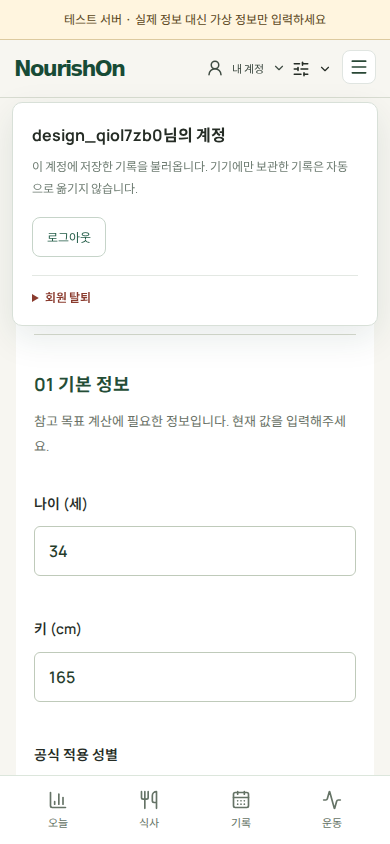 테스트 서버 · 실제 정보 대신 가상 정보만 입력하세요
NourishOn
내 계정
design_qiol7zb0님의 계정
이 계정에 저장한 기록을 불러옵니다. 기기에만 보관한 기록은 자동
으로 옮기지 않습니다.
로그아웃
회원 탈퇴
01 기본 정보
참고 목표 계산에 필요한 정보입니다. 현재 값을 입력해주세
요.
나이 (세)
34
키 (cm)
165
공식 적용 성별
오늘
식사
기록
운동